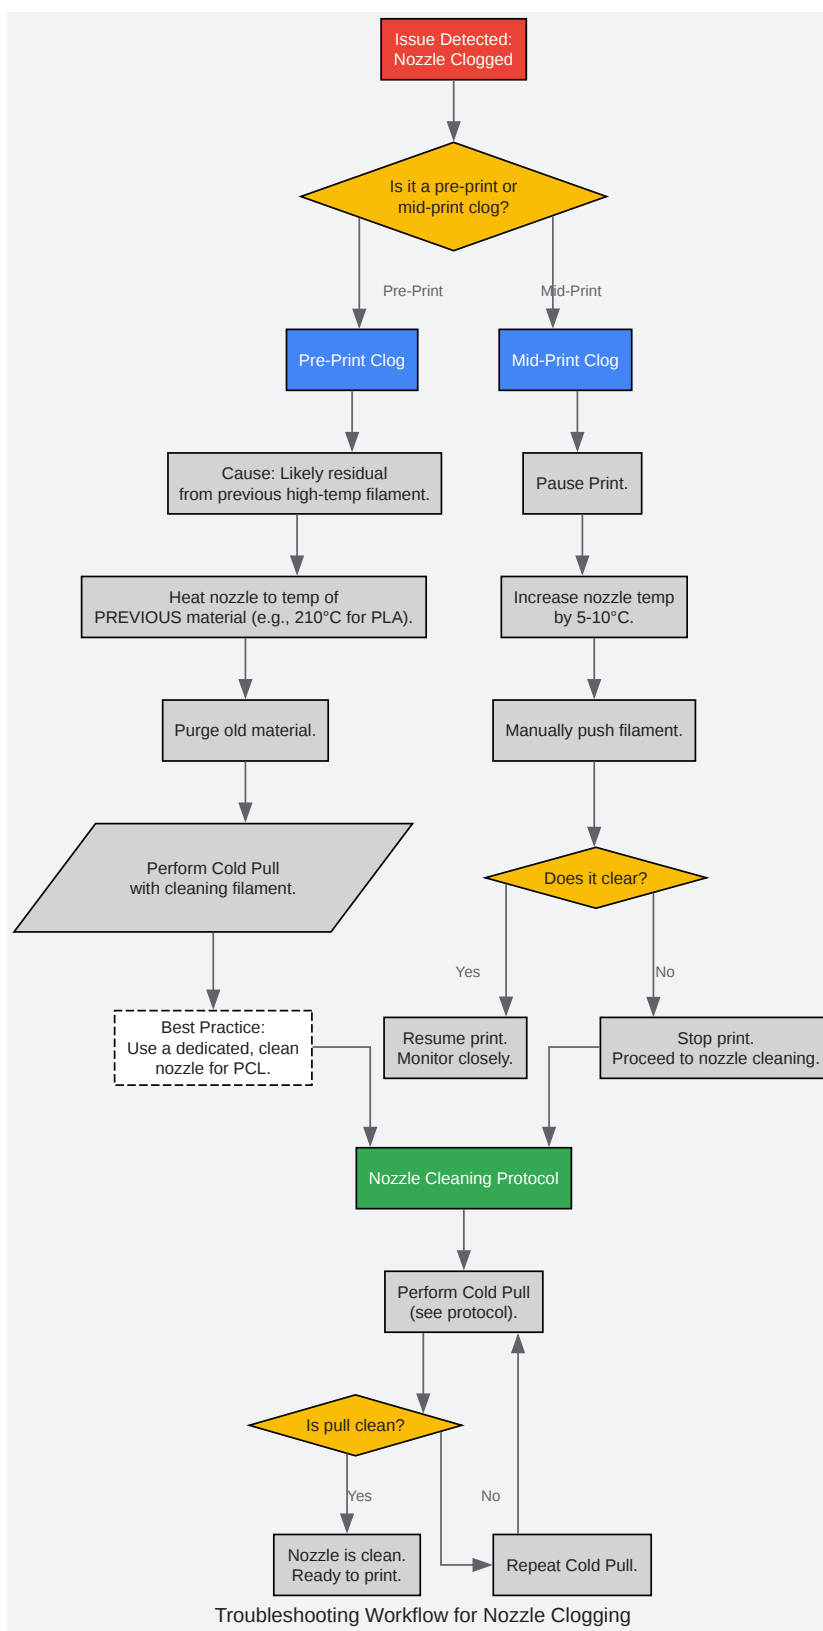 Issue Detected:
Nozzle Clogged
Is it a pre-print or
mid-print clog?
Pre-Print
Mid-Print
Pre-Print Clog
Mid-Print Clog
Cause: Likely residual
from previous high-temp filament.
Pause Print.
Heat nozzle to temp of
PREVIOUS material (e.g., 210°C for PLA).
Increase nozzle temp
by 5-10°C.
Purge old material.
Manually push filament.
Perform Cold Pull
with cleaning filament.
Does it clear?
Yes
No
Best Practice:
Use a dedicated, clean
nozzle for PCL.
Resume print.
Monitor closely.
Stop print.
Proceed to nozzle cleaning.
Nozzle Cleaning Protocol
Perform Cold Pull
(see protocol).
Is pull clean?
Yes
No
Nozzle is clean.
Ready to print.
Repeat Cold Pull.
Troubleshooting Workflow for Nozzle Clogging